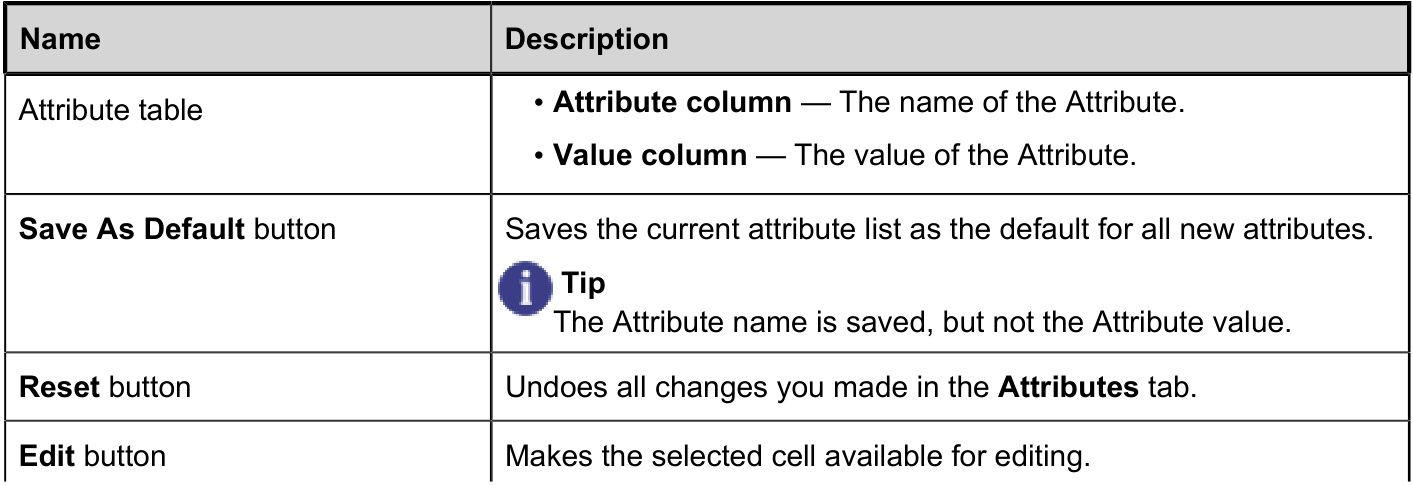 Name Description
Attribute table
• Attribute column — The name of the Attribute.
• Value column — The value of the Attribute.
Save As Default button
Saves the current attribute list as the default for all new attributes.
i Tip
The Attribute name is saved, but not the Attribute value.
Reset button
Undoes all changes you made in the Attributes tab.
Edit button
Makes the selected cell available for editing.